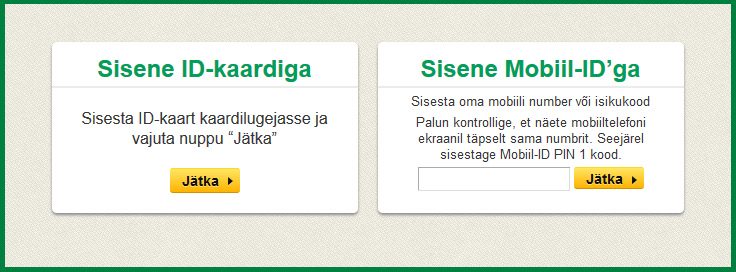 Sisene ID-kaardiga
Sisesta ID-kaart kaardilugejasse ja
vajuta nuppu “Jätka”
Jätka
Sisene Mobiil-ID’ga
Sisesta oma mobiili number või isikukood
Palun kontrollige, et näete mobiiltelefoni
ekraanil täpselt sama numbrit. Seejärel
sisestage Mobiil-ID PIN 1 kood.
Jätka